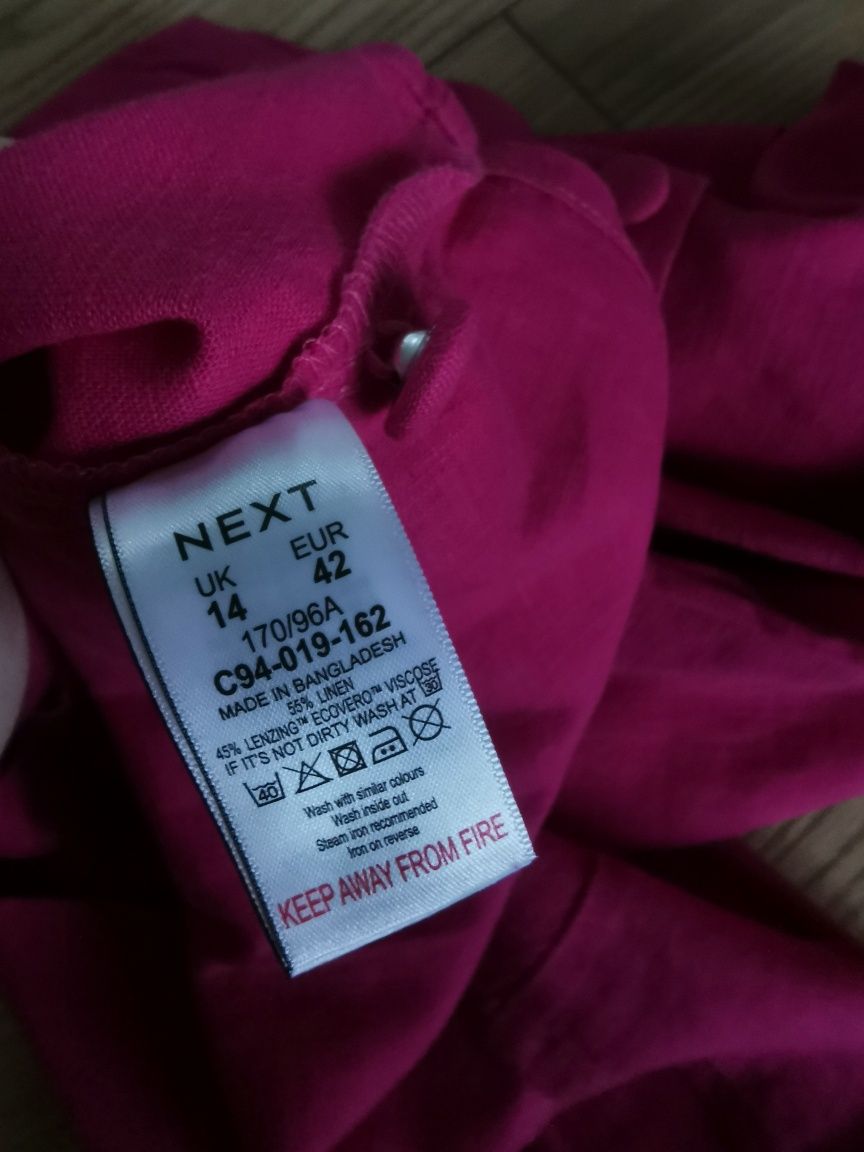 NEXT
UK EUR
14 42
170/96A
C94-019-162
MADE IN BANGLADESH
55% LINEN
45% LENZING™ ECOVERO™ VISCOSE
IF IT'S NOT DIRTY WASH AT 30
40
Wash with similar colours
Wash inside out
Steam iron recommended
Iron on reverse
KEEP AWAY FROM FIRE